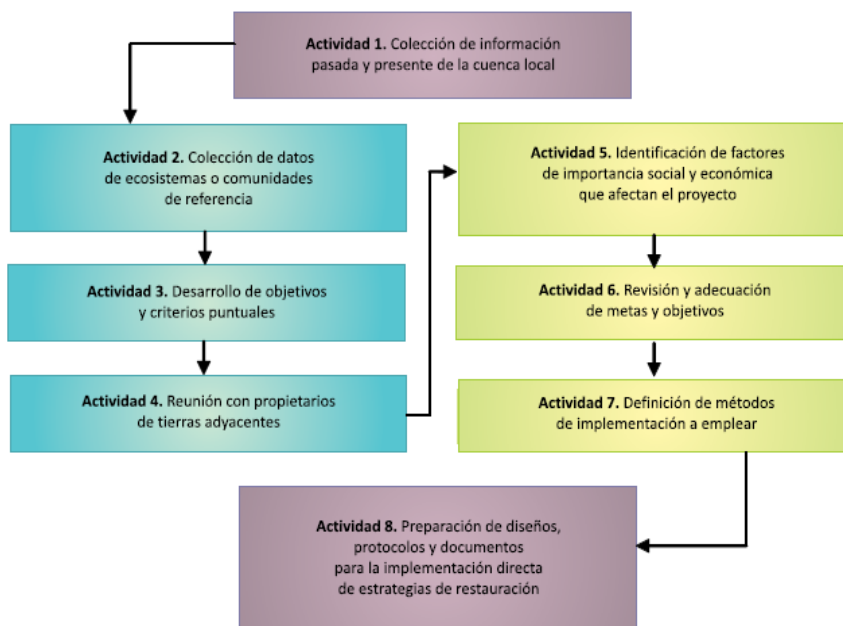 Actividad 1. Colección de información
pasada y presente de la cuenca local
Actividad 2. Colección de datos
de ecosistemas o comunidades
de referencia
Actividad 3. Desarrollo de objetivos
y criterios puntuales
Actividad 4. Reunión con propietarios
de tierras adyacentes
Actividad 5. Identificación de factores
de importancia social y económica
que afectan el proyecto
Actividad 6. Revisión y adecuación
de metas y objetivos
Actividad 7. Definición de métodos
de implementación a emplear
Actividad 8. Preparación de diseños,
protocolos y documentos
para la implementación directa
de estrategias de restauración